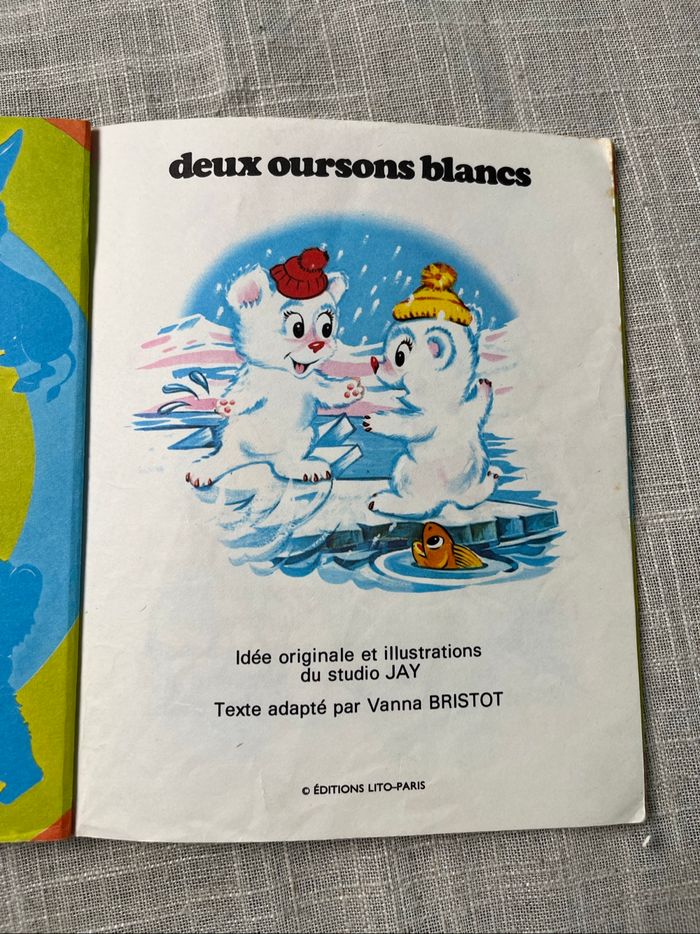 deux oursons blancs
Idée originale et illustrations
du studio JAY
Texte adapté par Vanna BRISTOT
© ÉDITIONS LITO-PARIS